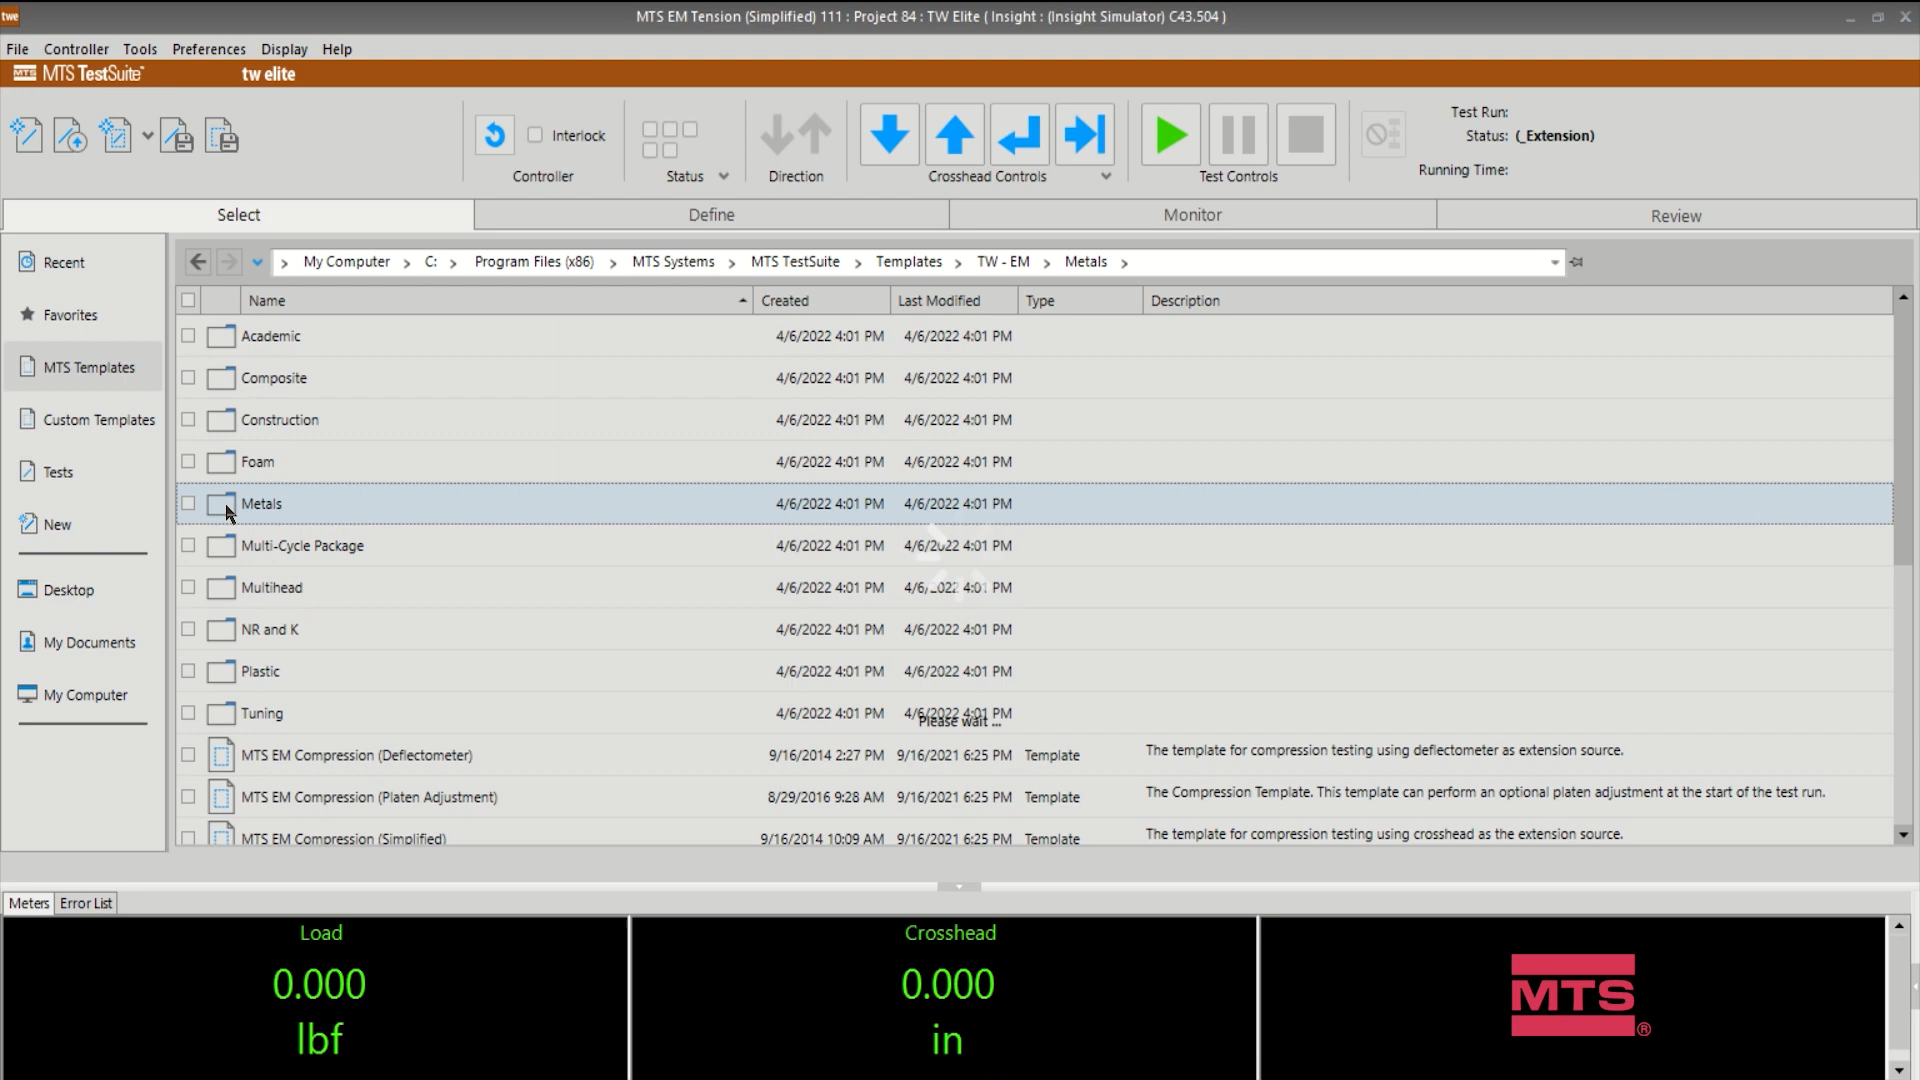 twe
MTS EM Tension (Simplified) 111 : Project 84 : TW Elite ( Insight : (Insight Simulator) C43.504 )
File Controller Tools Preferences Display Help
MTS MTS TestSuite™ tw elite
Interlock
Controller
Status
Direction
Crosshead Controls
Test Controls
Test Run:
Status: (_Extension)
Running Time:
Select Define Monitor Review
Recent
Favorites
MTS Templates
Custom Templates
Tests
New
Desktop
My Documents
My Computer
> My Computer > C: > Program Files (x86) > MTS Systems > MTS TestSuite > Templates > TW - EM > Metals >
Name Created Last Modified Type Description
Academic 4/6/2022 4:01 PM 4/6/2022 4:01 PM
Composite 4/6/2022 4:01 PM 4/6/2022 4:01 PM
Construction 4/6/2022 4:01 PM 4/6/2022 4:01 PM
Foam 4/6/2022 4:01 PM 4/6/2022 4:01 PM
Metals 4/6/2022 4:01 PM 4/6/2022 4:01 PM
Multi-Cycle Package 4/6/2022 4:01 PM 4/6/2022 4:01 PM
Multihead 4/6/2022 4:01 PM 4/6/2022 4:01 PM
NR and K 4/6/2022 4:01 PM 4/6/2022 4:01 PM
Plastic 4/6/2022 4:01 PM 4/6/2022 4:01 PM
Tuning 4/6/2022 4:01 PM 4/6/2022 4:01 PM
Please wait ...
MTS EM Compression (Deflectometer) 9/16/2014 2:27 PM 9/16/2021 6:25 PM Template The template for compression testing using deflectometer as extension source.
MTS EM Compression (Platen Adjustment) 8/29/2016 9:28 AM 9/16/2021 6:25 PM Template The Compression Template. This template can perform an optional platen adjustment at the start of the test run.
MTS EM Compression (Simplified) 9/16/2014 10:09 AM 9/16/2021 6:25 PM Template The template for compression testing using crosshead as the extension source.
Meters Error List
Load
0.000
lbf
Crosshead
0.000
in
MTS®